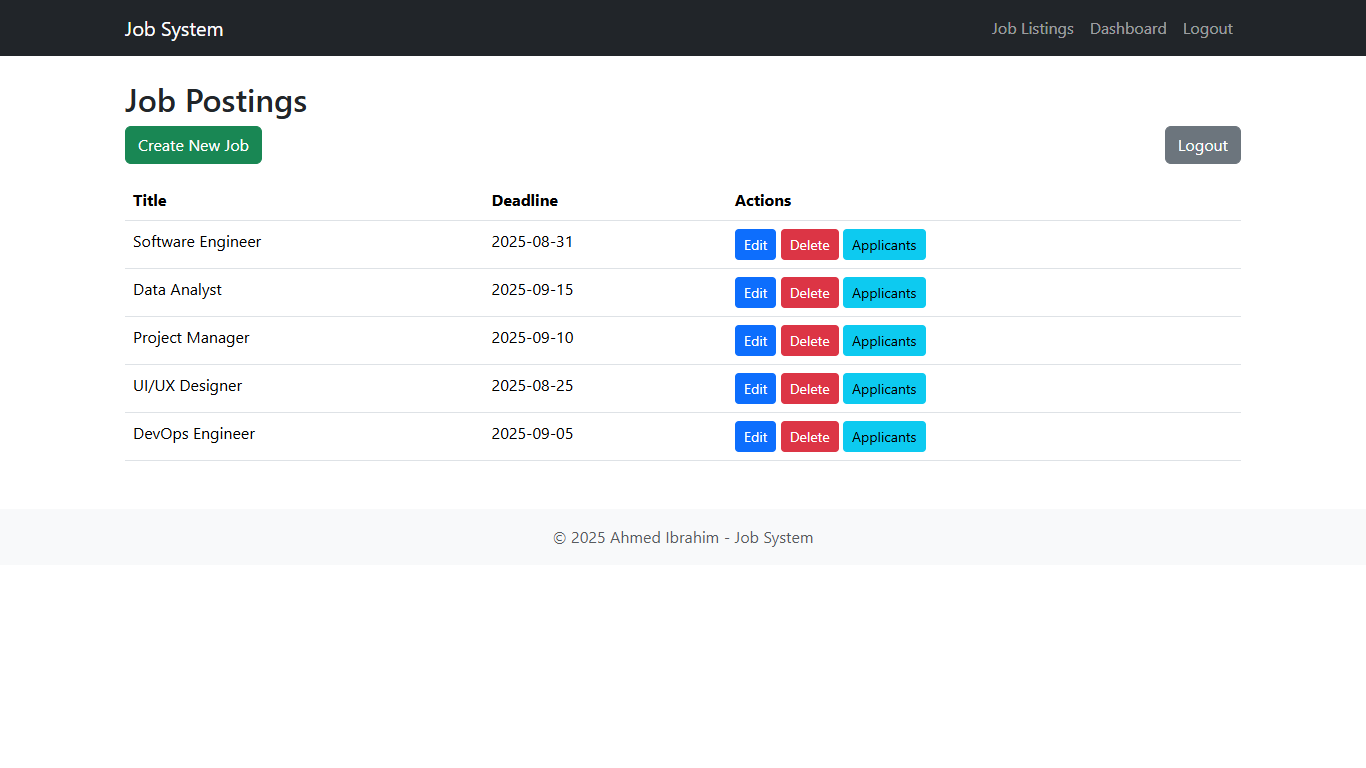 Job System Job Listings Dashboard Logout
Job Postings
Create New Job Logout
Title Deadline Actions
Software Engineer 2025-08-31 Edit Delete Applicants
Data Analyst 2025-09-15 Edit Delete Applicants
Project Manager 2025-09-10 Edit Delete Applicants
UI/UX Designer 2025-08-25 Edit Delete Applicants
DevOps Engineer 2025-09-05 Edit Delete Applicants
© 2025 Ahmed Ibrahim - Job System